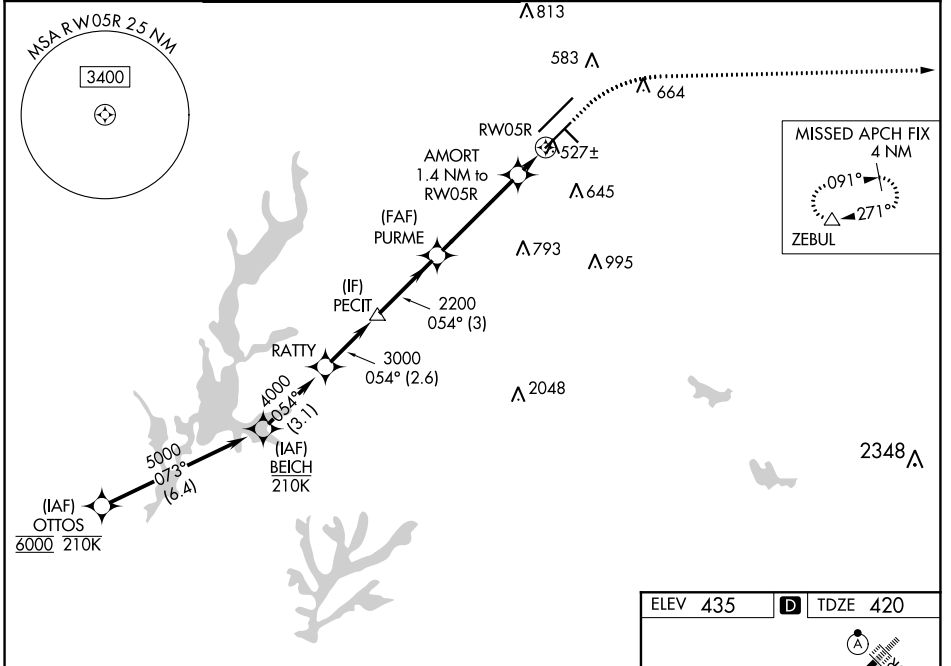 MSA RW05R 25 NM
3400
813
583
664
RW05R
527±
AMORT
1.4 NM to
RW05R
645
MISSED APCH FIX
4 NM
091°
271°
ZEBUL
(FAF)
PURME
793
995
(IF)
PECIT
2200
054° (3)
RATTY
3000
054° (2.6)
4000
054°
(3.1)
2048
(IAF)
BEICH
210K
5000
073°
(6.4)
2348
(IAF)
OTTOS
6000 210K
ELEV 435 D TDZE 420
A